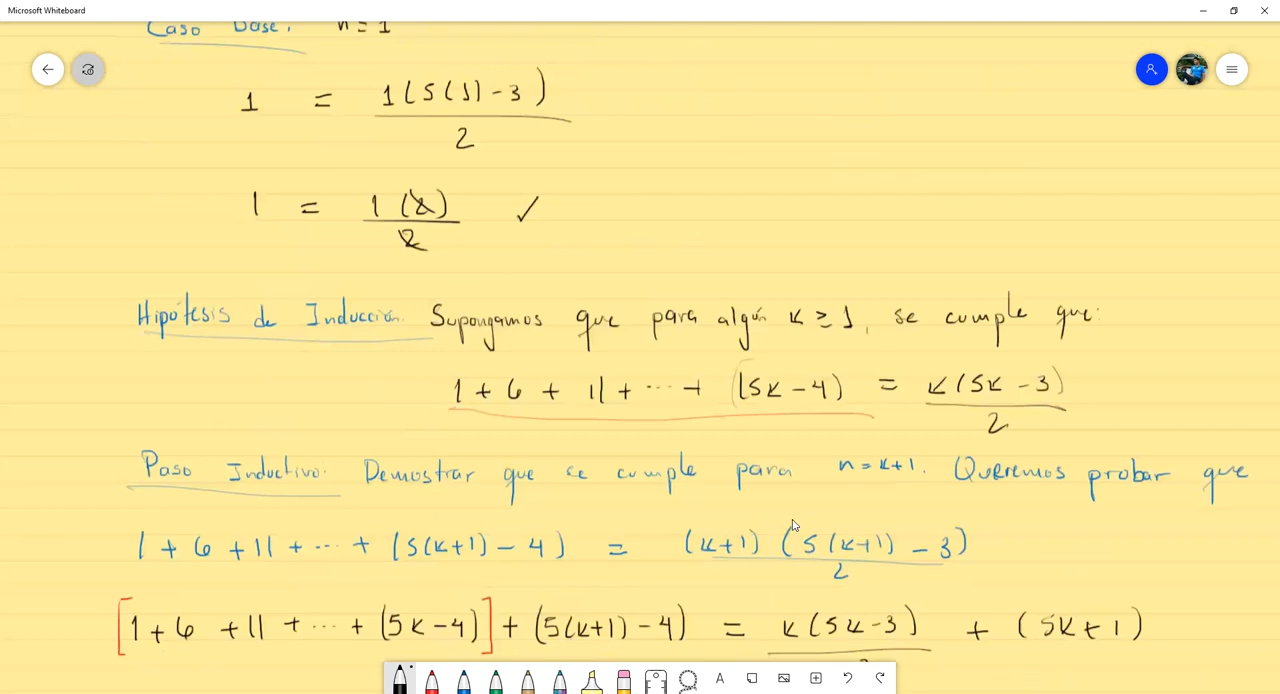 Microsoft Whiteboard
Caso base: n = 1
1 = 1(5(1) - 3) / 2
1 = 1(2) / 2 ✓
Hipótesis de Inducción. Supongamos que para algún k ≥ 1, se cumple que:
1 + 6 + 11 + ... + (5k - 4) = k(5k - 3) / 2
Paso Inductivo. Demostrar que se cumple para n = k+1. Queremos probar que
1 + 6 + 11 + ... + (5(k+1) - 4) = (k+1) (5(k+1) - 3) / 2
[1 + 6 + 11 + ... + (5k - 4)] + (5(k+1) - 4) = k(5k - 3) + (5k + 1)
A